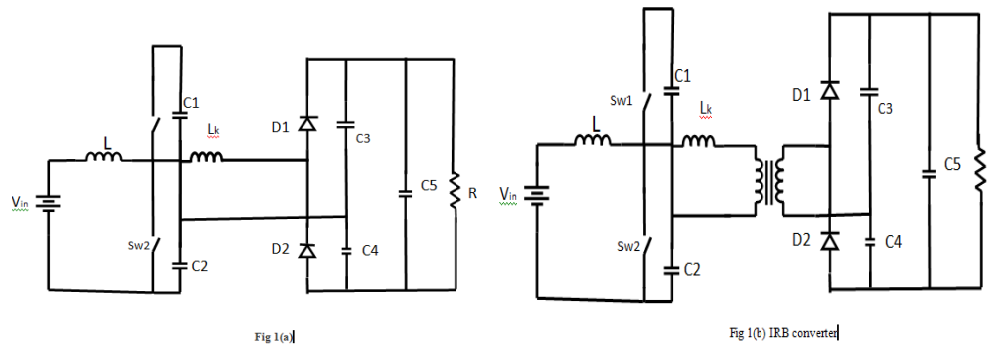 C1
L
Lk
D1
C3
Vin
C5
R
Sw2
D2
C4
C2
Fig 1(a)
C1
Sw1
D1
C3
L
Lk
C5
Vin
Sw2
D2
C4
C2
Fig 1(b) IRB converter